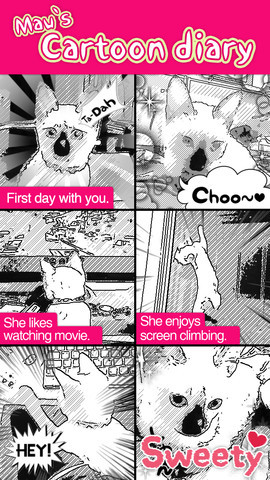 Mau's
Cartoon diary
Ta-Dah
First day with you.
Choo~♥
She likes
watching movie.
She enjoys
screen climbing.
HEY!
Sweety